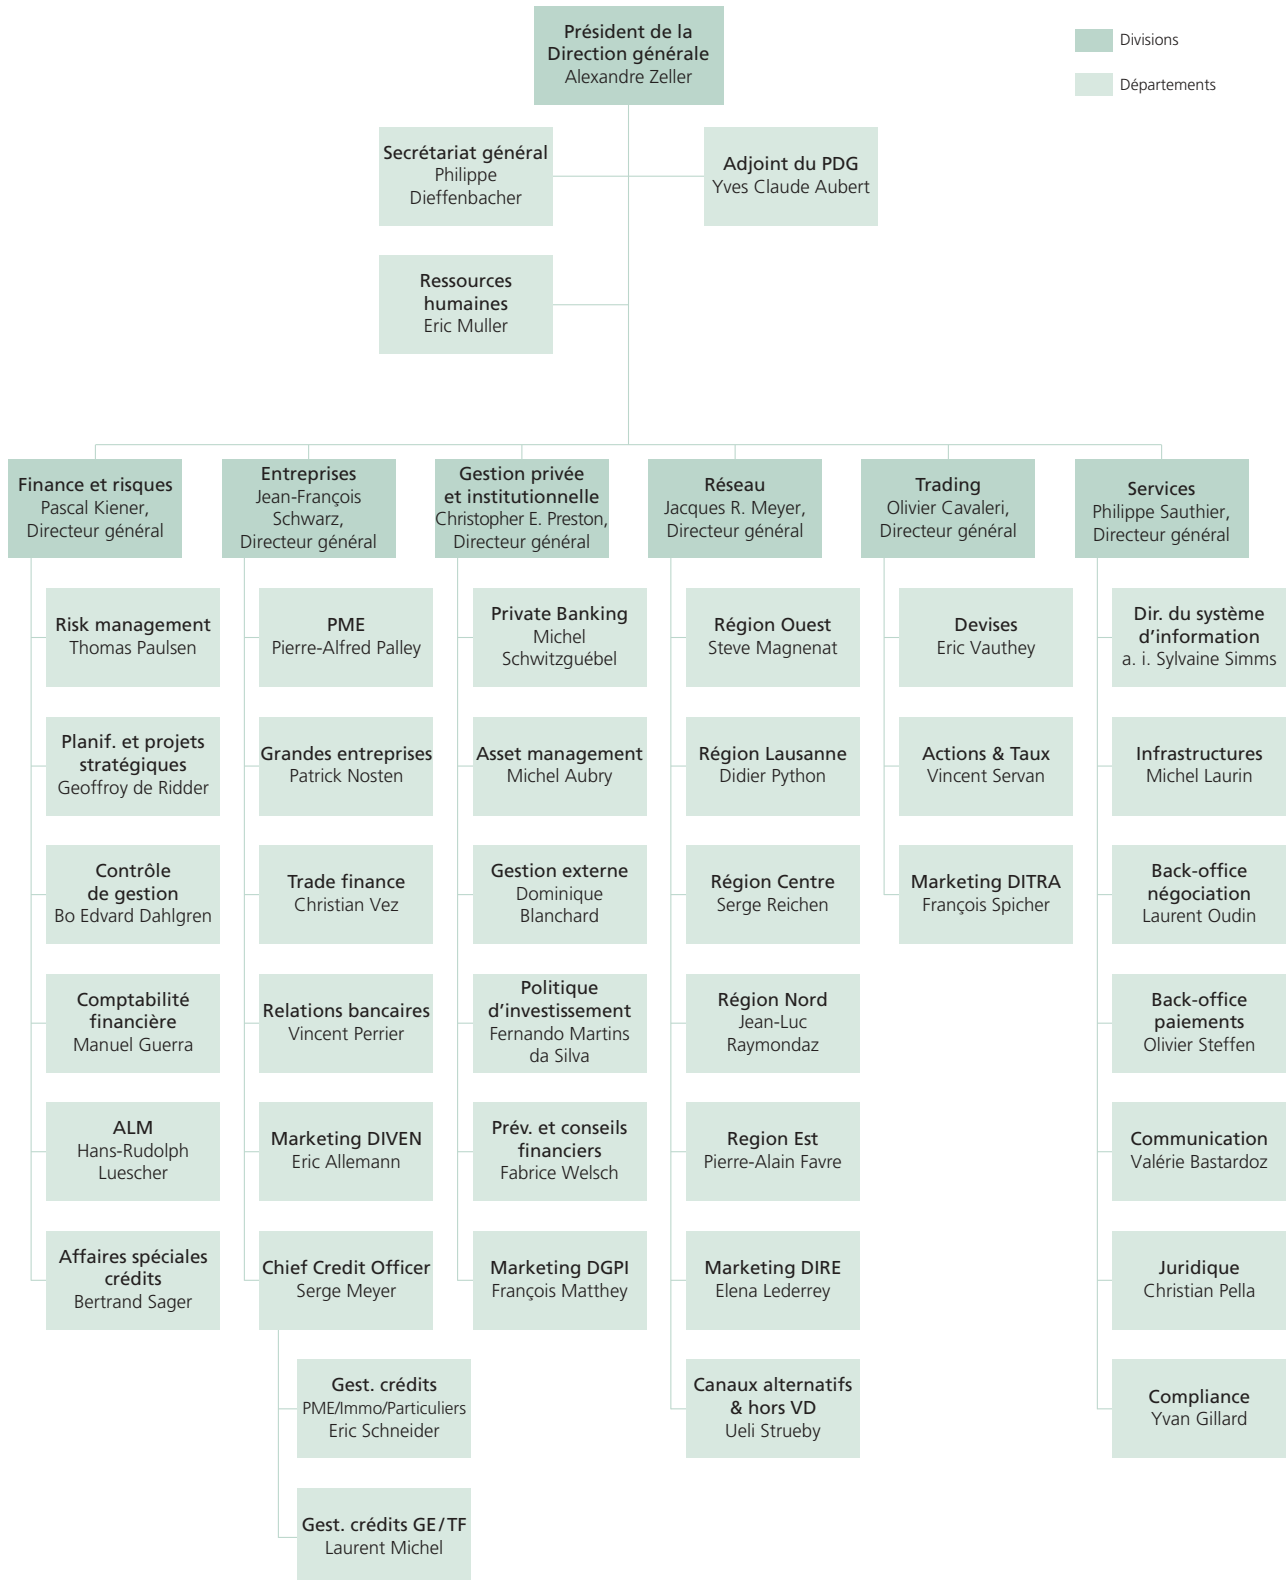 Président de la
Direction générale
Alexandre Zeller
Divisions
Départements
Secrétariat général
Philippe
Dieffenbacher
Adjoint du PDG
Yves Claude Aubert
Ressources
humaines
Eric Muller
Finance et risques
Pascal Kiener,
Directeur général
Entreprises
Jean-François
Schwarz,
Directeur général
Gestion privée
et institutionnelle
Christopher E. Preston,
Directeur général
Réseau
Jacques R. Meyer,
Directeur général
Trading
Olivier Cavaleri,
Directeur général
Services
Philippe Sauthier,
Directeur général
Risk management
Thomas Paulsen
Planif. et projets
stratégiques
Geoffroy de Ridder
Contrôle
de gestion
Bo Edvard Dahlgren
Comptabilité
financière
Manuel Guerra
ALM
Hans-Rudolph
Luescher
Affaires spéciales
crédits
Bertrand Sager
PME
Pierre-Alfred Palley
Grandes entreprises
Patrick Nosten
Trade finance
Christian Vez
Relations bancaires
Vincent Perrier
Marketing DIVEN
Eric Allemann
Chief Credit Officer
Serge Meyer
Gest. crédits
PME/Immo/Particuliers
Eric Schneider
Gest. crédits GE/TF
Laurent Michel
Private Banking
Michel
Schwitzguébel
Asset management
Michel Aubry
Gestion externe
Dominique
Blanchard
Politique
d'investissement
Fernando Martins
da Silva
Prév. et conseils
financiers
Fabrice Welsch
Marketing DGPI
François Matthey
Région Ouest
Steve Magnenat
Région Lausanne
Didier Python
Région Centre
Serge Reichen
Région Nord
Jean-Luc
Raymondaz
Region Est
Pierre-Alain Favre
Marketing DIRE
Elena Lederrey
Canaux alternatifs
& hors VD
Ueli Strueby
Devises
Eric Vauthey
Actions & Taux
Vincent Servan
Marketing DITRA
François Spicher
Dir. du système
d'information
a. i. Sylvaine Simms
Infrastructures
Michel Laurin
Back-office
négociation
Laurent Oudin
Back-office
paiements
Olivier Steffen
Communication
Valérie Bastardoz
Juridique
Christian Pella
Compliance
Yvan Gillard